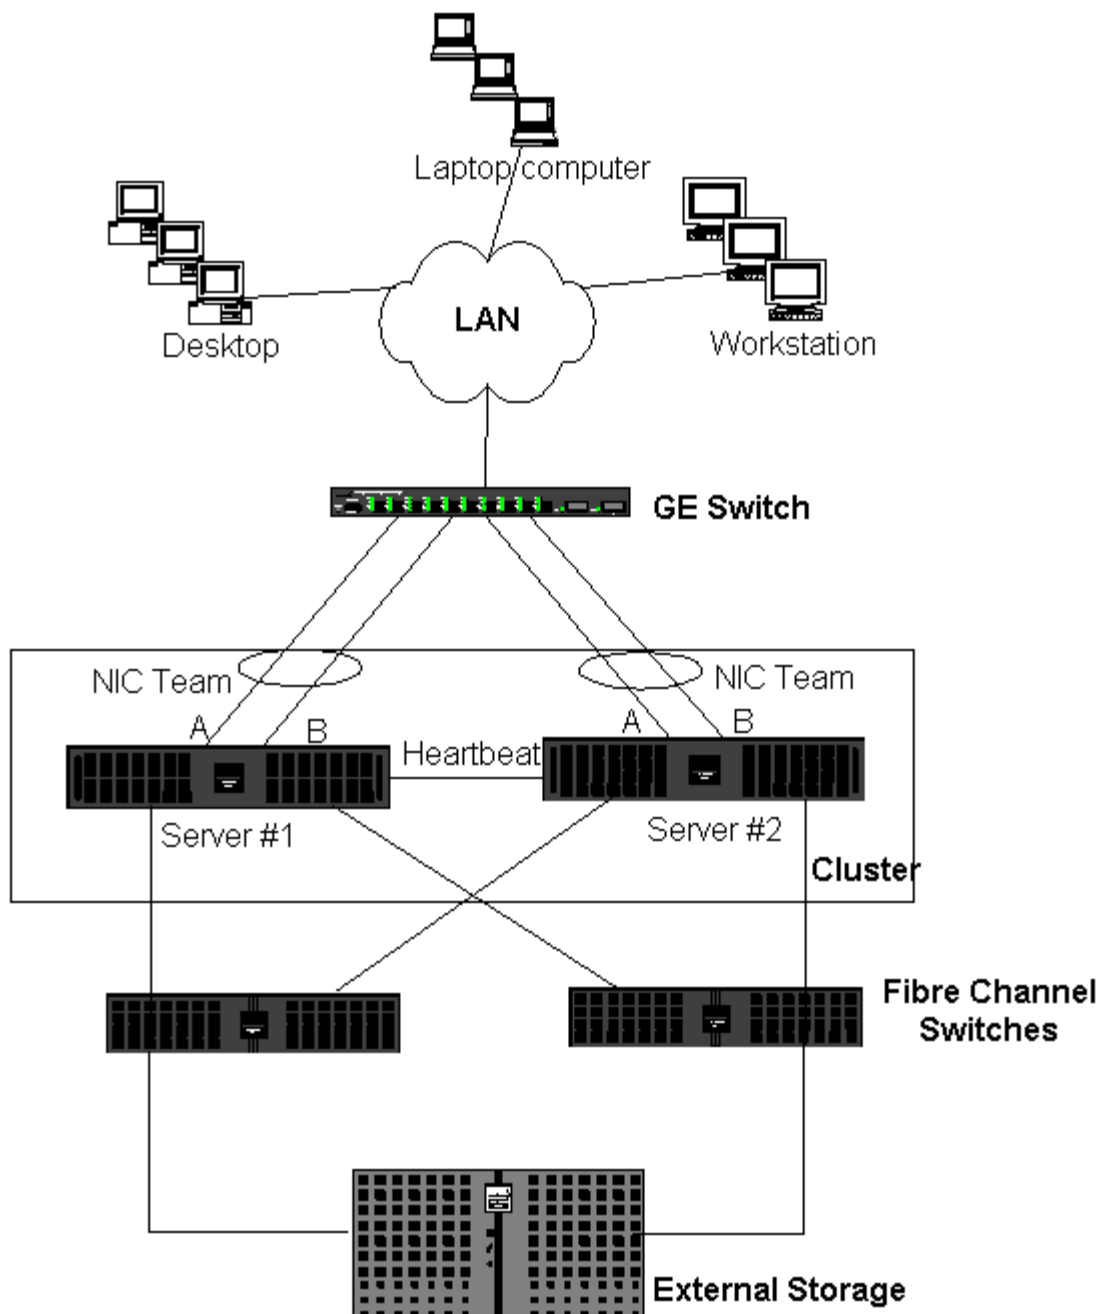 Laptop computer
Desktop
LAN
Workstation
GE Switch
NIC Team
NIC Team
A
B
A
B
Heartbeat
Server #1
Server #2
Cluster
Fibre Channel
Switches
External Storage